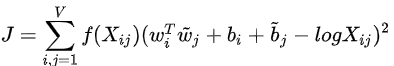 J = \sum_{i,j=1}^{V} f(X_{ij})(w_i^T \tilde{w}_j + b_i + \tilde{b}_j - logX_{ij})^2